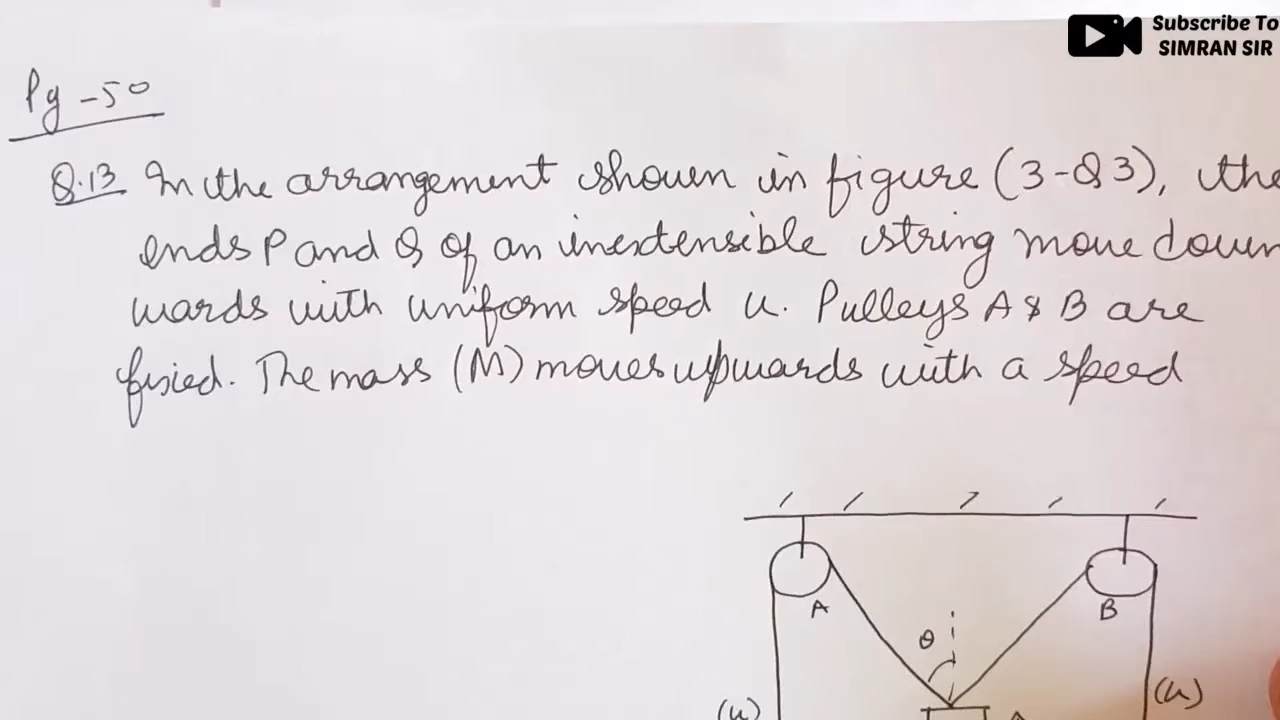 Subscribe To
SIMRAN SIR
Pg -50
Q.13 In the arrangement shown in figure (3-Q3), the
ends P and Q of an inextensible string move down
wards with uniform speed u. Pulleys A & B are
fixied. The mass (M) moves upwards with a speed
A
B
θ
(u)
(u)